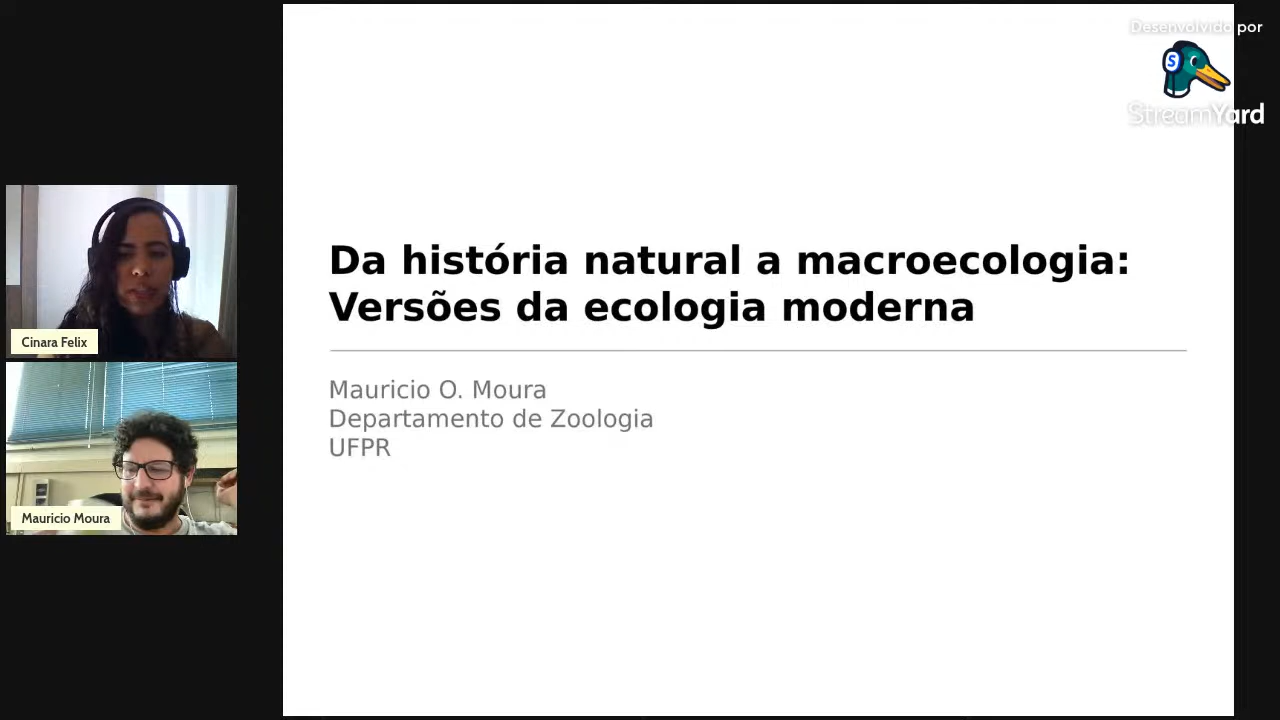 Desenvolvido por
S
StreamYard
Da história natural a macroecologia:
Versões da ecologia moderna
Mauricio O. Moura
Departamento de Zoologia
UFPR
Cinara Felix
Mauricio Moura